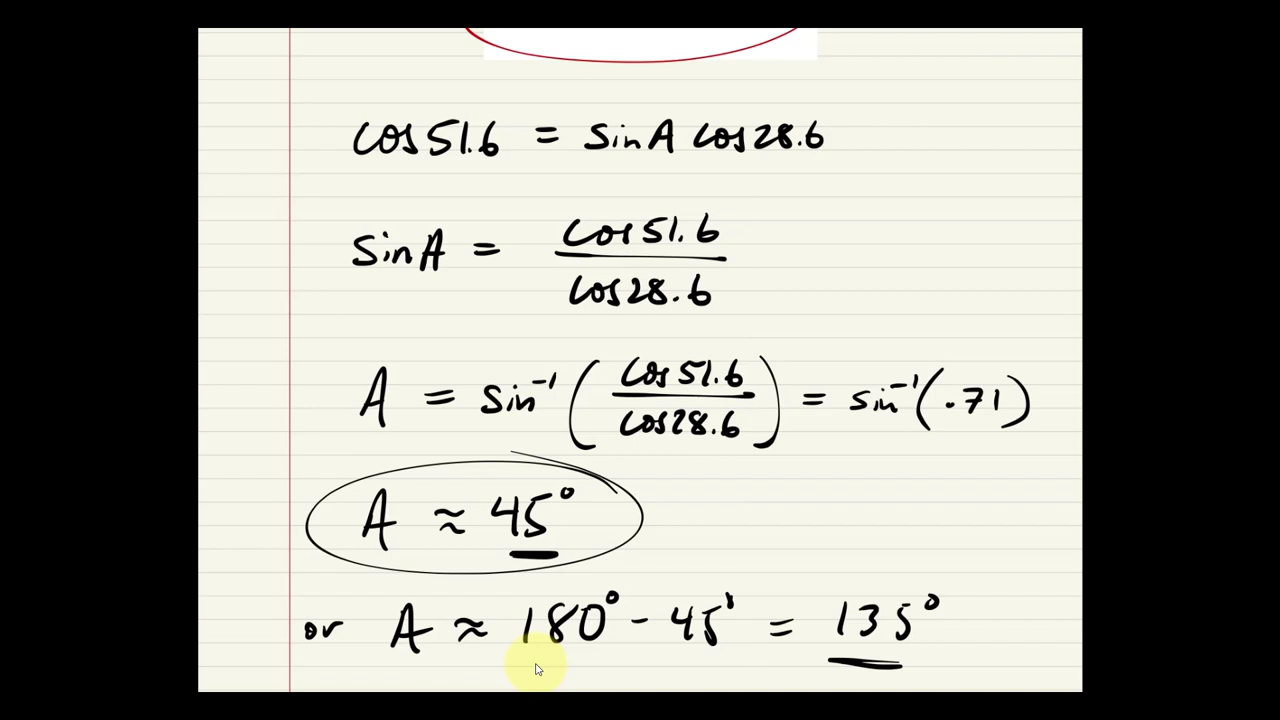 cos 51.6 = sin A cos 28.6
sin A = cos 51.6 / cos 28.6
A = sin⁻¹ ( cos 51.6 / cos 28.6 ) = sin⁻¹ (.71)
A ≈ 45°
or A ≈ 180° - 45° = 135°